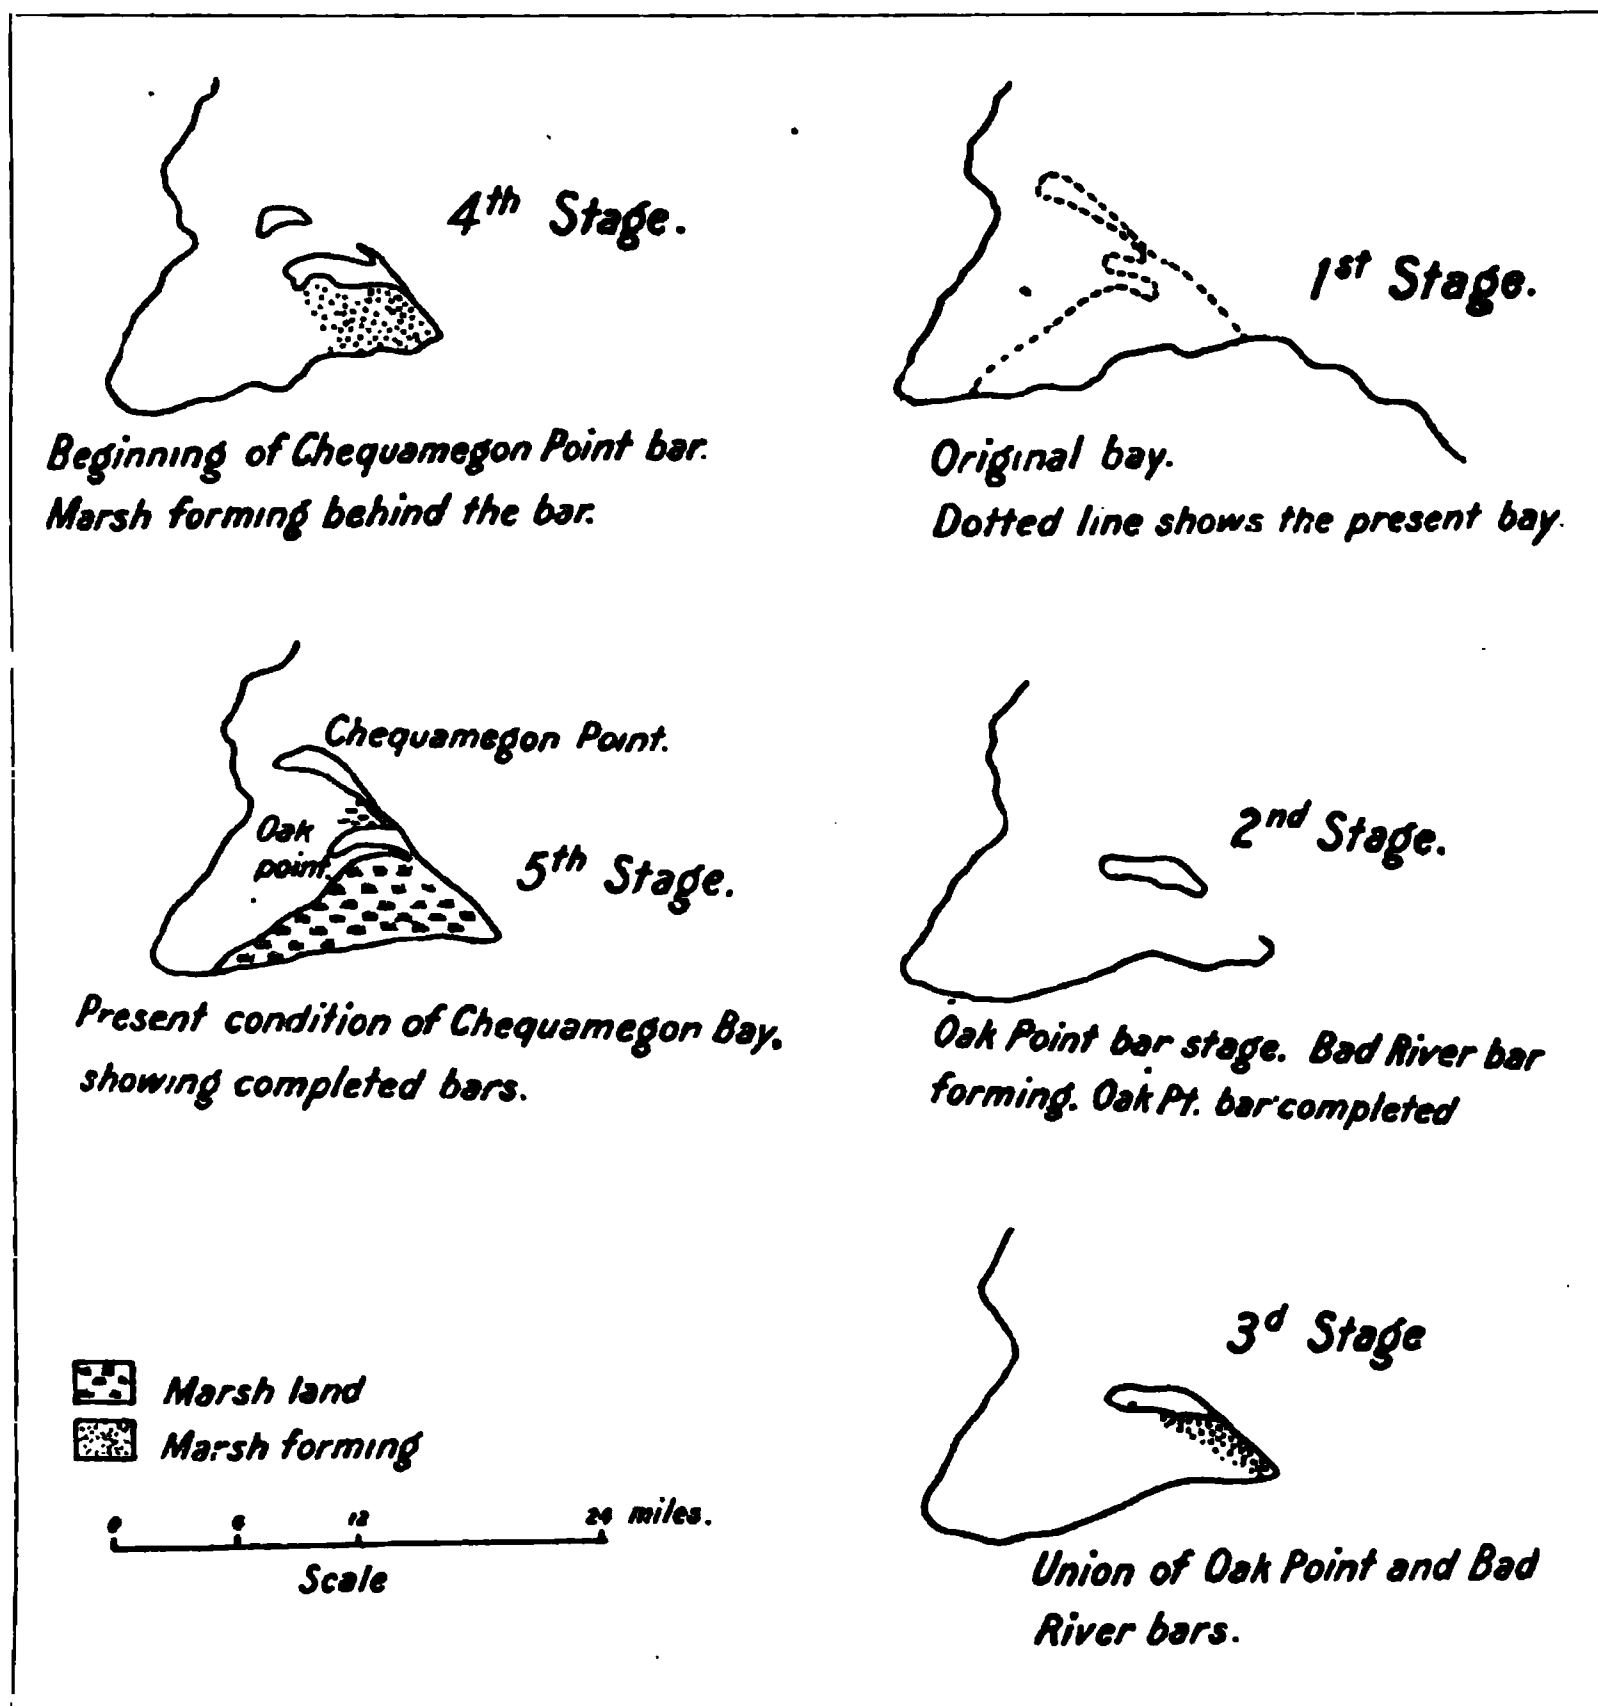 4th Stage.
Beginning of Chequamegon Point bar.
Marsh forming behind the bar.
1st Stage.
Original bay.
Dotted line shows the present bay.
Chequamegon Point.
Oak
point.
5th Stage.
Present condition of Chequamegon Bay.
showing completed bars.
2nd Stage.
Oak Point bar stage. Bad River bar
forming. Oak Pt. bar completed
3d Stage
Union of Oak Point and Bad
River bars.
Marsh land
Marsh forming
0 6 12 24 miles.
Scale